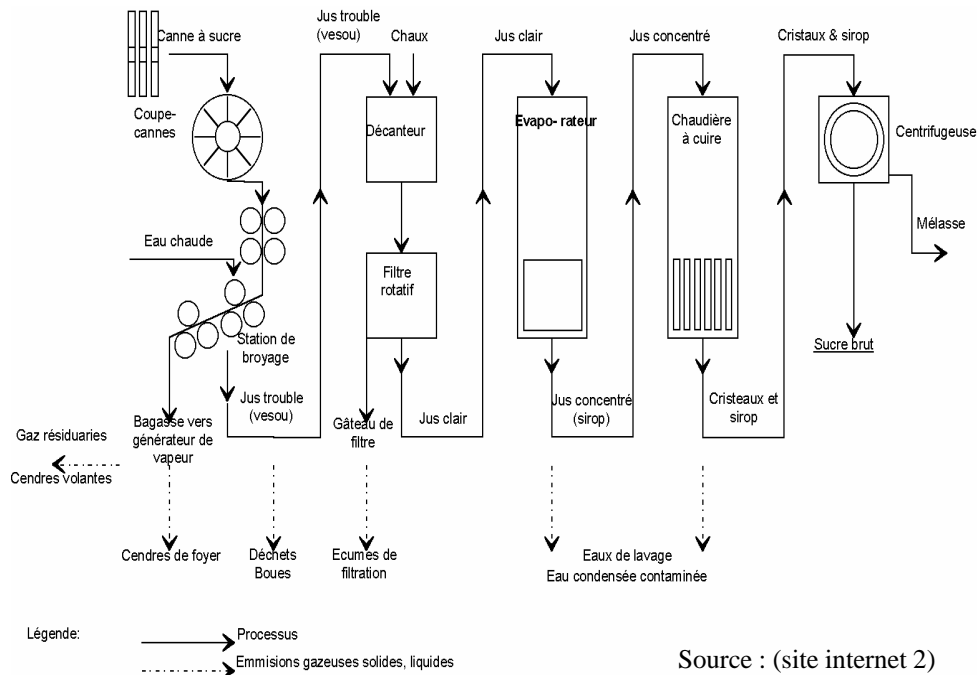 Jus trouble
(vesou)
Canne à sucre
Chaux
Jus clair
Jus concentré
Cristaux & sirop
Coupe-
cannes
Décanteur
Evapo- rateur
Chaudière
à cuire
Centrifugeuse
Eau chaude
Mélasse
Filtre
rotatif
Station de
broyage
Sucre brut
Jus trouble
(vesou)
Bagasse vers
générateur de
vapeur
Gâteau de
filtre
Jus clair
Jus concentré
(sirop)
Cristeaux et
sirop
Gaz résiduaries
Cendres volantes
Cendres de foyer
Déchets
Boues
Ecumes de
filtration
Eaux de lavage
Eau condensée contaminée
Légende:
Processus
Emmisions gazeuses solides, liquides
Source : (site internet 2)